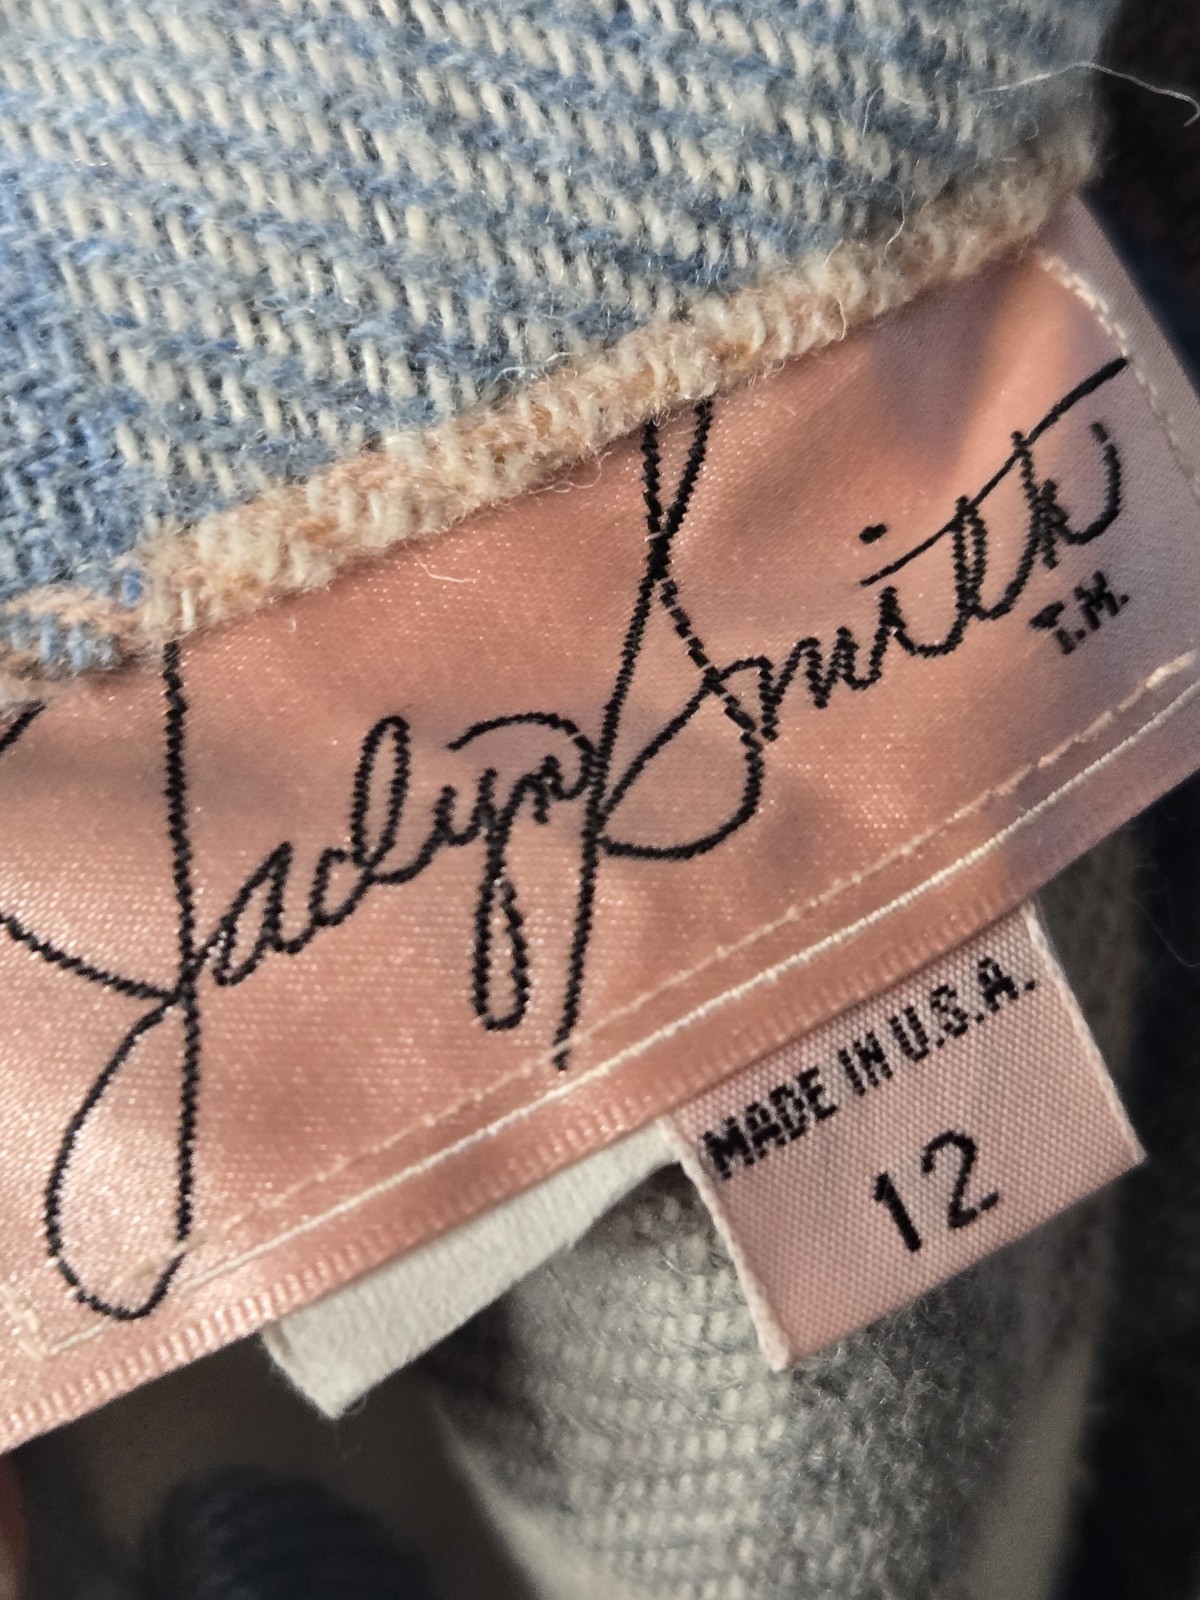 Jaclyn Smith
T.M.
MADE IN U.S.A.
12